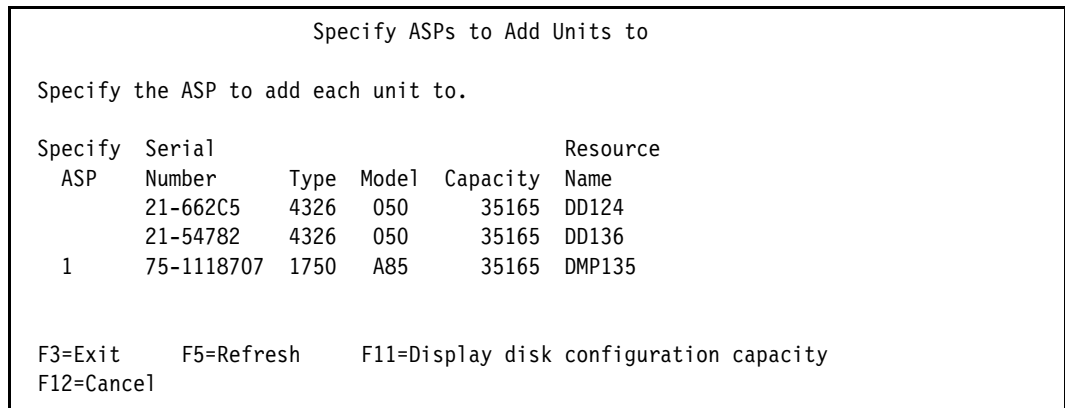 Specify ASPs to Add Units to
Specify the ASP to add each unit to.
Specify Serial Resource
ASP Number Type Model Capacity Name
21-662C5 4326 050 35165 DD124
21-54782 4326 050 35165 DD136
1 75-1118707 1750 A85 35165 DMP135
F3=Exit F5=Refresh F11=Display disk configuration capacity
F12=Cancel